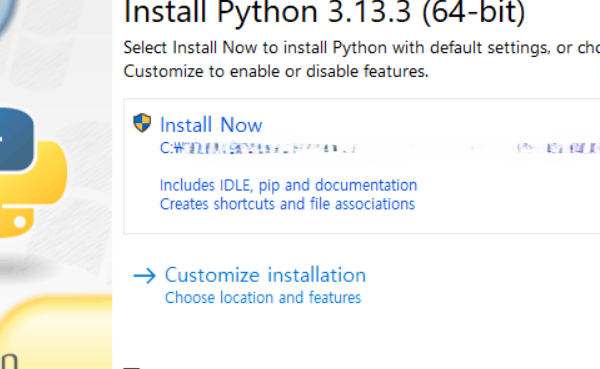 Install Python 3.13.3 (64-bit)
Select Install Now to install Python with default settings, or
Customize to enable or disable features.
Install Now
C:₩
Includes IDLE, pip and documentation
Creates shortcuts and file associations
→ Customize installation
Choose location and features